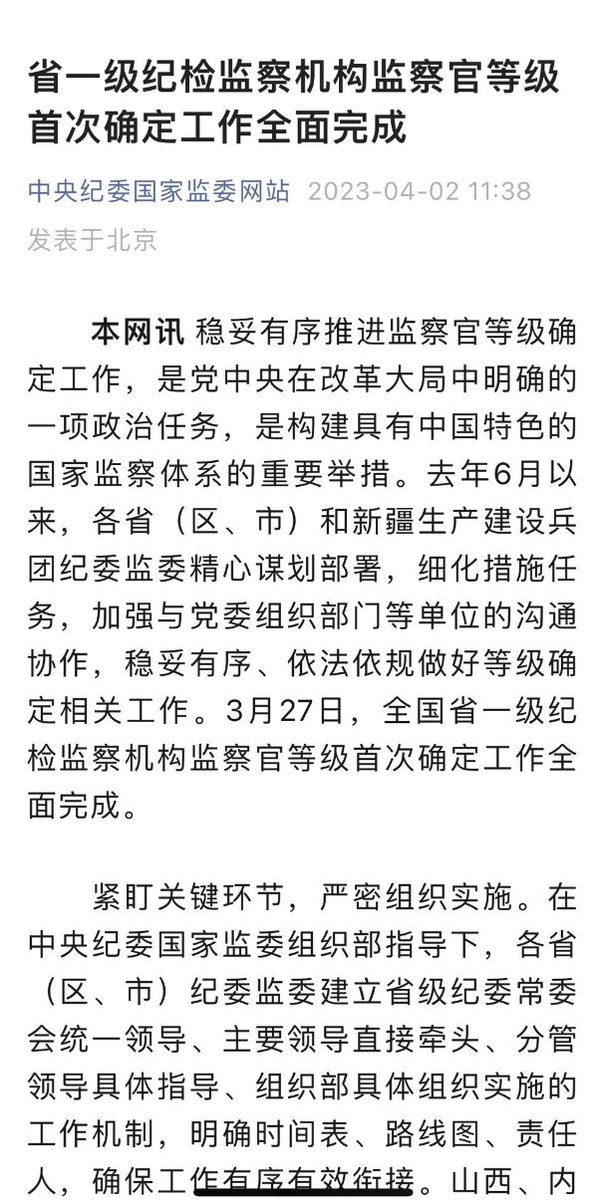 省一级纪检监察机构监察官等级
首次确定工作全面完成
中央纪委国家监委网站 2023-04-02 11:38
发表于北京
本网讯 稳妥有序推进监察官等级确
定工作，是党中央在改革大局中明确的
一项政治任务，是构建具有中国特色的
国家监察体系的重要举措。去年6月以
来，各省（区、市）和新疆生产建设兵
团纪委监委精心谋划部署，细化措施任
务，加强与党委组织部门等单位的沟通
协作，稳妥有序、依法依规做好等级确
定相关工作。3月27日，全国省一级纪
检监察机构监察官等级首次确定工作全
面完成。
紧盯关键环节，严密组织实施。在
中央纪委国家监委组织部指导下，各省
（区、市）纪委监委建立省级纪委常委
会统一领导、主要领导直接牵头、分管
领导具体指导、组织部具体组织实施的
工作机制，明确时间表、路线图、责任
人，确保工作有序有效衔接。山西、内